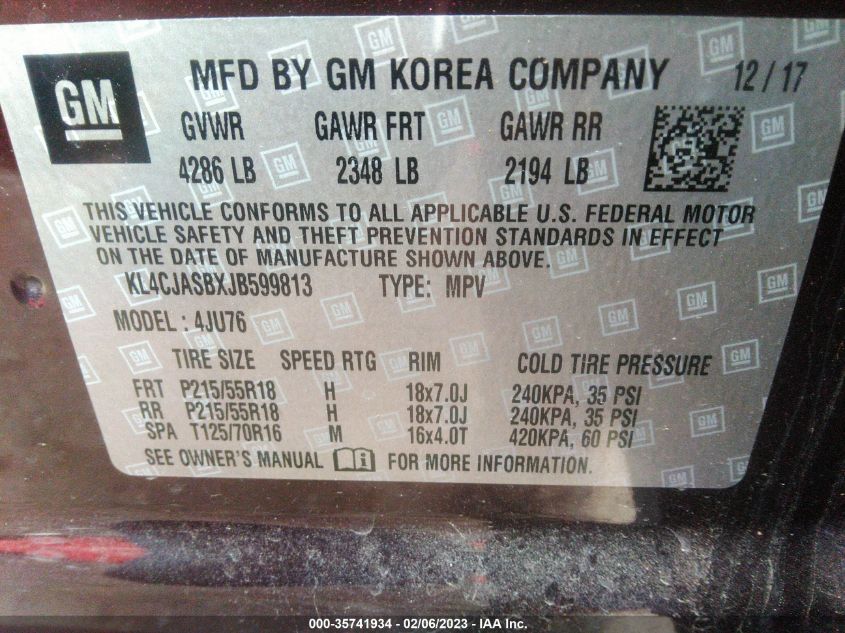 GM MFD BY GM KOREA COMPANY 12/17
GVWR GAWR FRT GAWR RR
4286 LB 2348 LB 2194 LB
THIS VEHICLE CONFORMS TO ALL APPLICABLE U.S. FEDERAL MOTOR
VEHICLE SAFETY AND THEFT PREVENTION STANDARDS IN EFFECT
ON THE DATE OF MANUFACTURE SHOWN ABOVE.
KL4CJASBXJB599813 TYPE: MPV
MODEL: 4JU76
TIRE SIZE SPEED RTG RIM COLD TIRE PRESSURE
FRT P215/55R18 H 18x7.0J 240KPA, 35 PSI
RR P215/55R18 H 18x7.0J 240KPA, 35 PSI
SPA T125/70R16 M 16x4.0T 420KPA, 60 PSI
SEE OWNER'S MANUAL i FOR MORE INFORMATION.
000-35741934 - 02/06/2023 - IAA Inc.